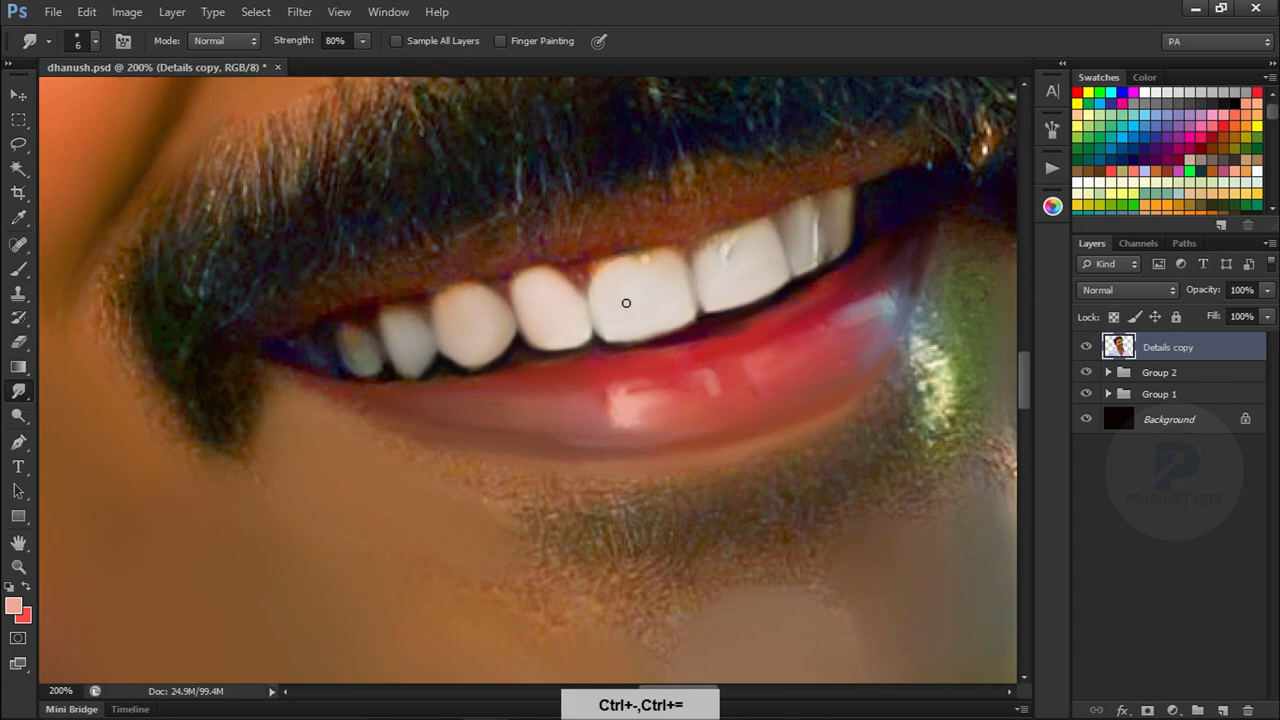 Ps File Edit Image Layer Type Select Filter View Window Help
6 Mode: Normal Strength: 80% Sample All Layers Finger Painting PA
dhanush.psd @ 200% (Details copy, RGB/8) * ×
Swatches Color
Layers Channels Paths
Kind
Normal Opacity: 100%
Lock: Fill: 100%
Details copy
Group 2
Group 1
Background
PRASHANT ARTS
200% Doc: 24.9M/99.4M
Ctrl+-,Ctrl+=
Mini Bridge Timeline